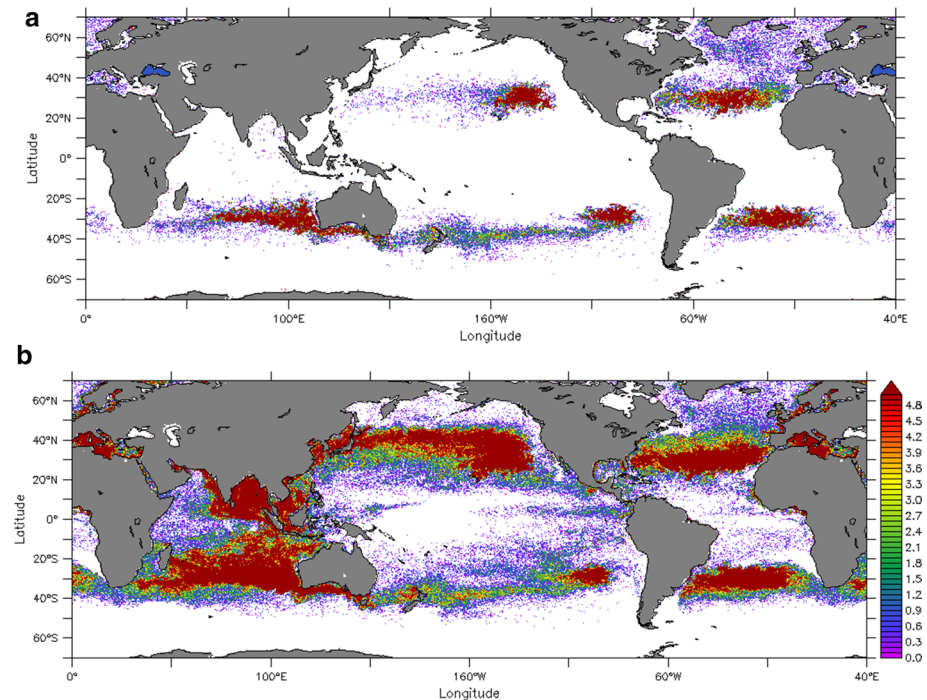 a
60°N
40°N
20°N
0°
20°S
40°S
60°S
Latitude
0°
100°E
160°W
60°W
40°E
Longitude
b
60°N
40°N
20°N
0°
20°S
40°S
60°S
Latitude
0°
100°E
160°W
60°W
40°E
Longitude
4.8
4.5
4.2
3.9
3.6
3.3
3.0
2.7
2.4
2.1
1.8
1.5
1.2
0.9
0.6
0.3
0.0